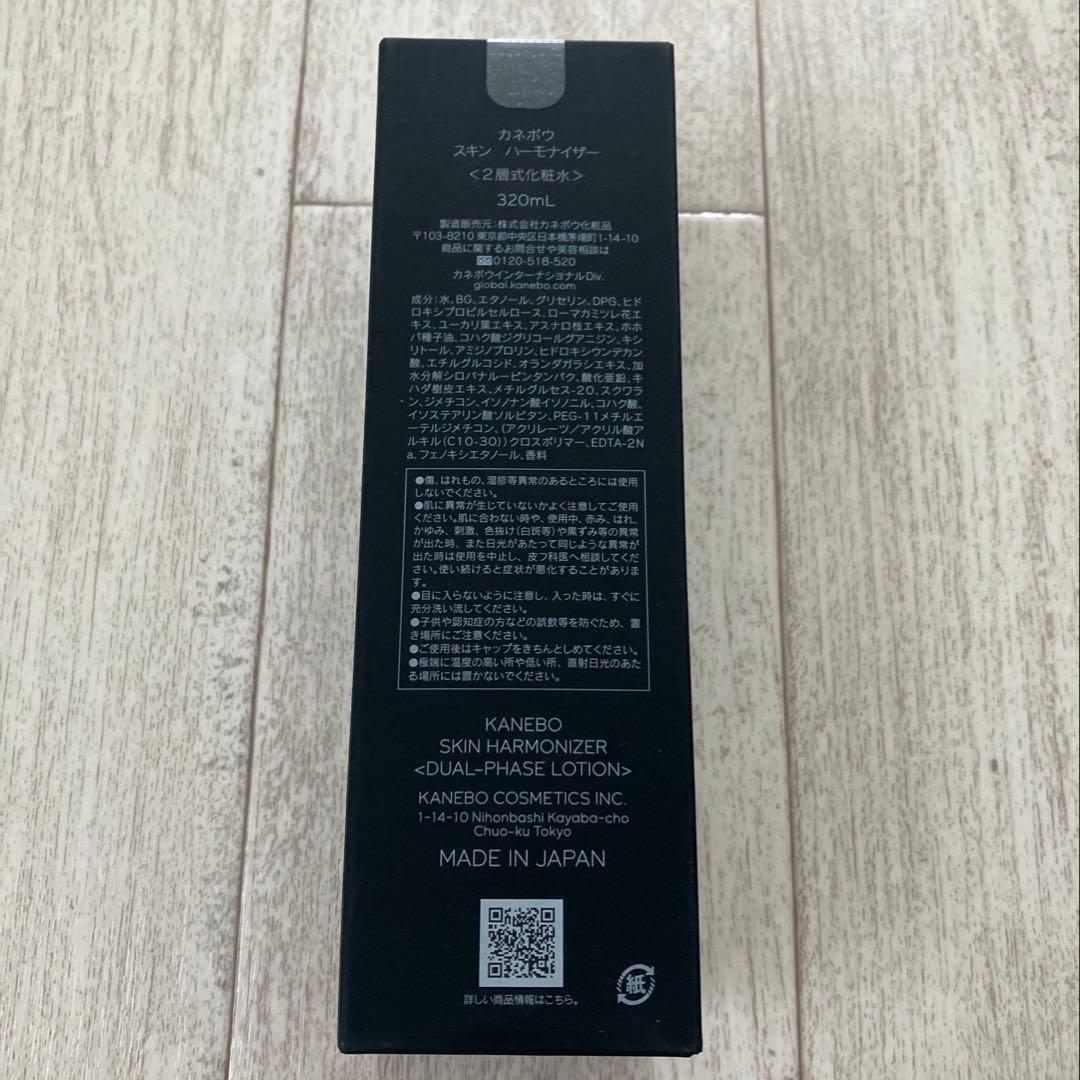 カネボウ
スキン ハーモナイザー
＜2層式化粧水＞
320mL
製造販売元：株式会社カネボウ化粧品
〒103-8210 東京都中央区日本橋茅場町1-14-10
商品に関するお問合せや美容相談は
0120-518-520
カネボウインターナショナルDiv.
global.kanebo.com
成分：水、BG、エタノール、グリセリン、DPG、ヒド
ロキシプロピルセルロース、ローマカミツレ花エ
キス、ユーカリ葉エキス、アスナロ枝エキス、ホホ
バ種子油、コハク酸ジグリコールグアニジン、キシ
リトール、アミジノプロリン、ヒドロキシウンデカン
酸、エチルグルコシド、オランダガラシエキス、加
水分解シロバナルーピンタンパク、酸化亜鉛、キ
ハダ樹皮エキス、メチルグルセス-20、スクワラ
ン、ジメチコン、イソノナン酸イソノニル、コハク酸、
イソステアリン酸ソルビタン、PEG-11メチルエ
ーテルジメチコン、（アクリレーツ／アクリル酸ア
ルキル(C10-30)）クロスポリマー、EDTA-2N
a、フェノキシエタノール、香料
●傷、はれもの、湿疹等異常のあるところには使用
しないでください。
●肌に異常が生じていないかよく注意してご使用
ください。肌に合わない時や、使用中、赤み、はれ、
かゆみ、刺激、色抜け（白斑等）や黒ずみ等の異常
が出た時、また日光があたって同じような異常が
出た時は使用を中止し、皮フ科医へ相談してくだ
さい。使い続けると症状が悪化することがありま
す。
●目に入らないように注意し、入った時は、すぐに
充分洗い流してください。
●子供や認知症の方などの誤飲等を防ぐため、置
き場所にご注意ください。
●ご使用後はキャップをきちんとしめてください。
●極端に温度の高い所や低い所、直射日光のあた
る場所には置かないでください。
KANEBO
SKIN HARMONIZER
<DUAL-PHASE LOTION>
KANEBO COSMETICS INC.
1-14-10 Nihonbashi Kayaba-cho
Chuo-ku Tokyo
MADE IN JAPAN
詳しい商品情報はこちら。
紙